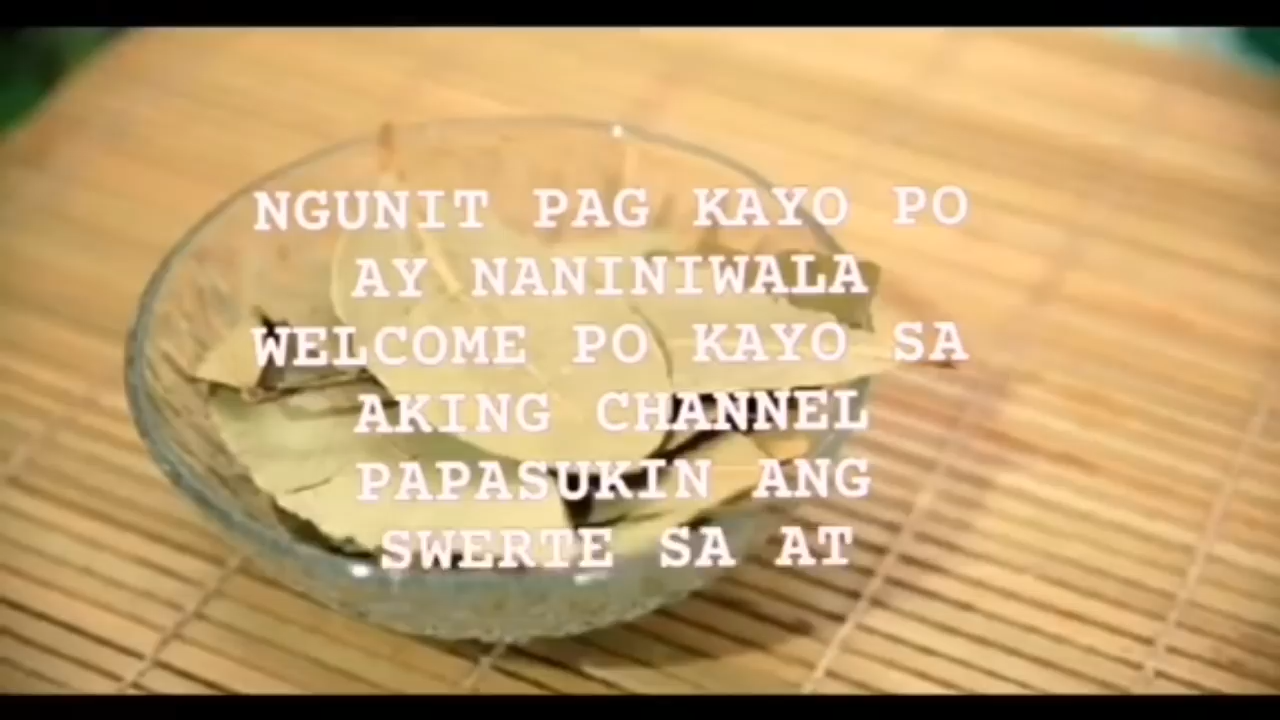 NGUNIT PAG KAYO PO
AY NANINIWALA
WELCOME PO KAYO SA
AKING CHANNEL
PAPASUKIN ANG
SWERTE SA AT